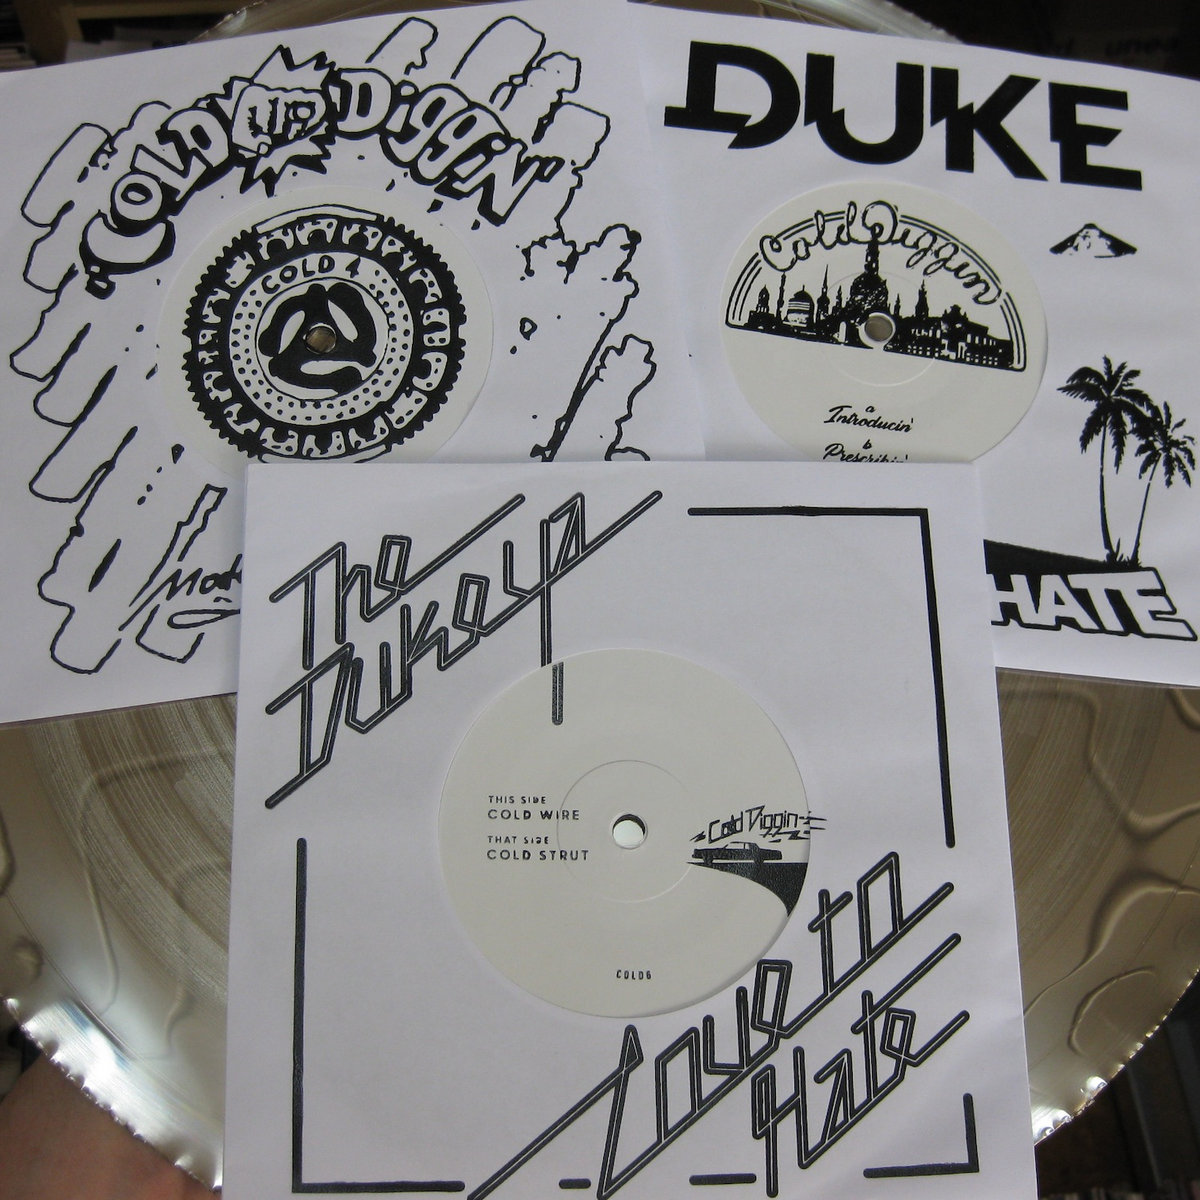 COLD DiggiN'
COLD 4
DUKE
Cold Diggin
a
Introducin'
b
Prescribin'
HATE
The
Dukeyz
THIS SIDE
COLD WIRE
THAT SIDE
COLD STRUT
Cold Diggin
COLD6
Love to
Hate